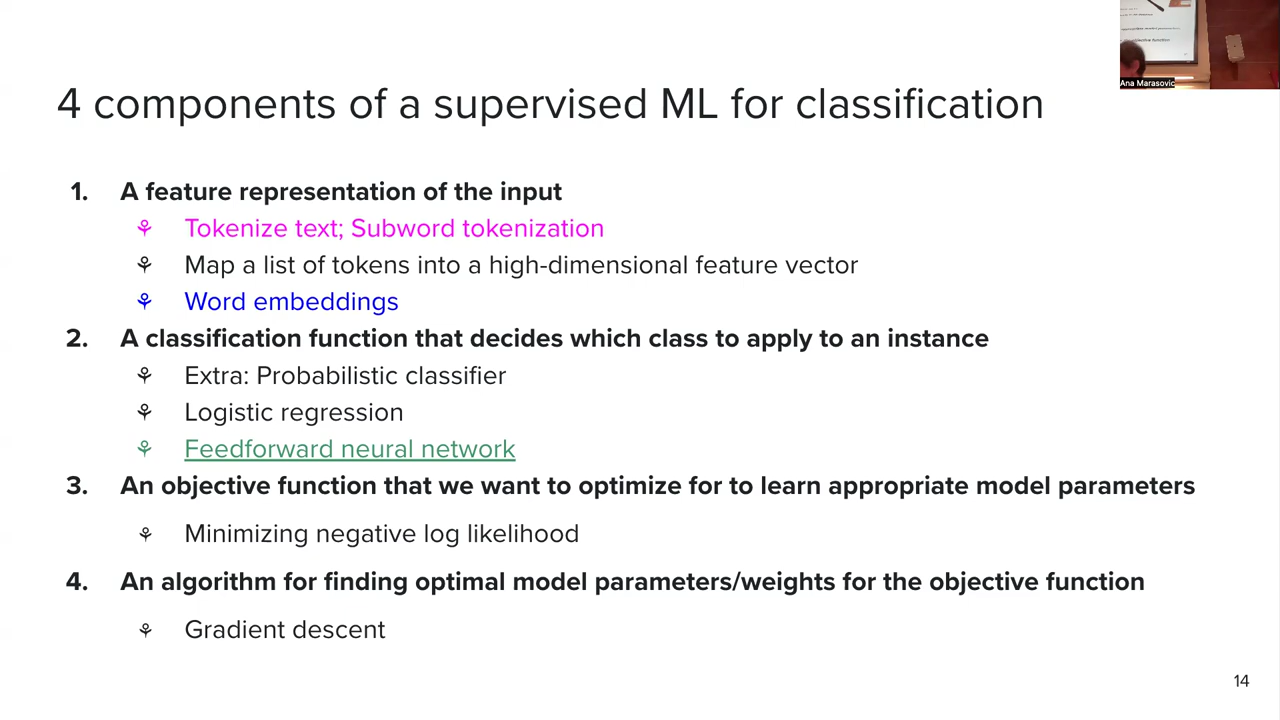 4 components of a supervised ML for classification
1. A feature representation of the input
⚘ Tokenize text; Subword tokenization
⚘ Map a list of tokens into a high-dimensional feature vector
⚘ Word embeddings
2. A classification function that decides which class to apply to an instance
⚘ Extra: Probabilistic classifier
⚘ Logistic regression
⚘ Feedforward neural network
3. An objective function that we want to optimize for to learn appropriate model parameters
⚘ Minimizing negative log likelihood
4. An algorithm for finding optimal model parameters/weights for the objective function
⚘ Gradient descent
14
Ana Marasovic